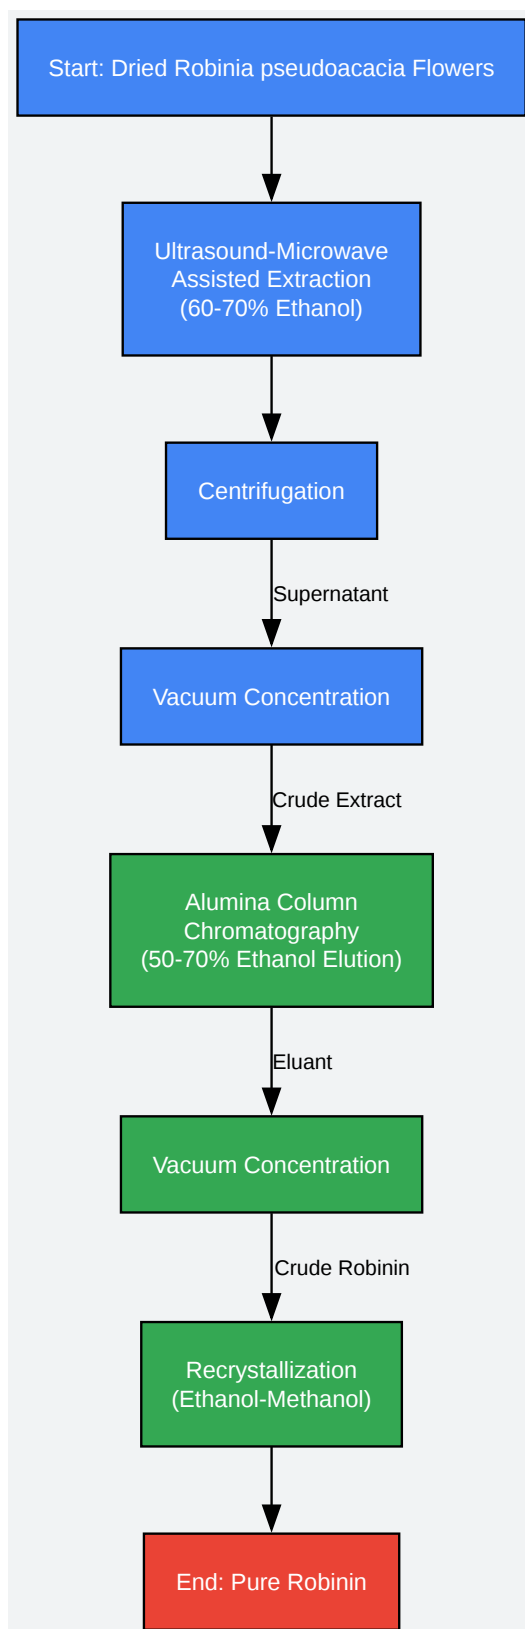 Start: Dried Robinia pseudoacacia Flowers
Ultrasound-Microwave
Assisted Extraction
(60-70% Ethanol)
Centrifugation
Supernatant
Vacuum Concentration
Crude Extract
Alumina Column
Chromatography
(50-70% Ethanol Elution)
Eluant
Vacuum Concentration
Crude Robinin
Recrystallization
(Ethanol-Methanol)
End: Pure Robinin